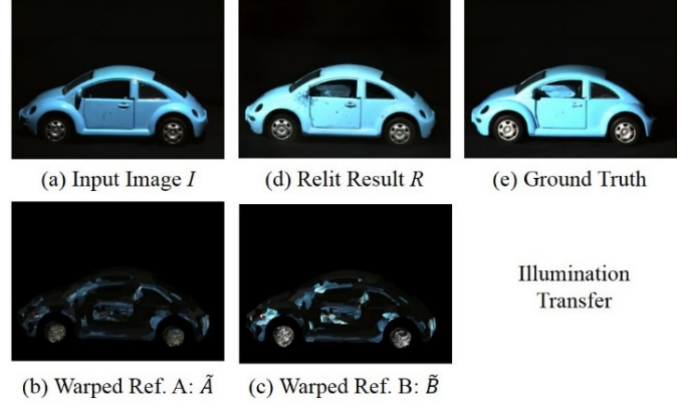 (a) Input Image I
(d) Relit Result R
(e) Ground Truth
Illumination
Transfer
(b) Warped Ref. A: Ã
(c) Warped Ref. B: B̃